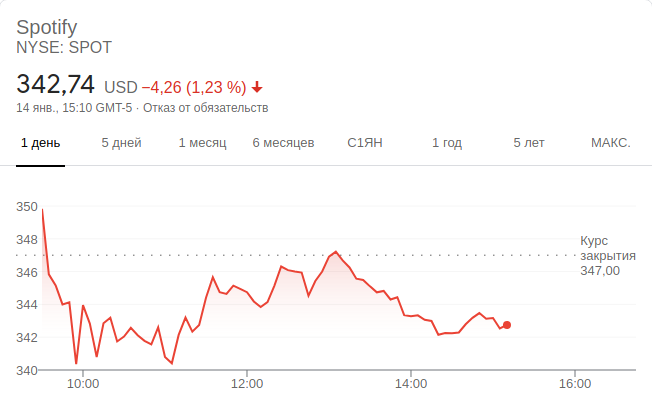 Spotify
NYSE: SPOT
342,74 USD −4,26 (1,23 %)
14 янв., 15:10 GMT-5 · Отказ от обязательств
1 день 5 дней 1 месяц 6 месяцев С1ЯН 1 год 5 лет МАКС.
350
348
Курс
закрытия
347,00
346
344
342
340
10:00 12:00 14:00 16:00